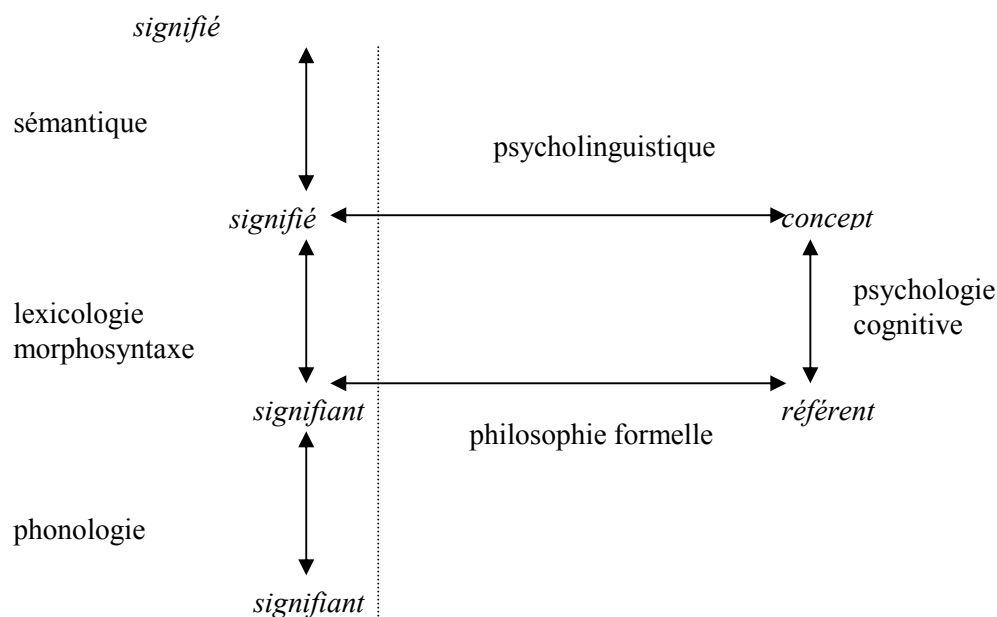 signifié
sémantique
psycholinguistique
signifié
concept
psychologie
cognitive
lexicologie
morphosyntaxe
signifiant
référent
philosophie formelle
phonologie
signifiant